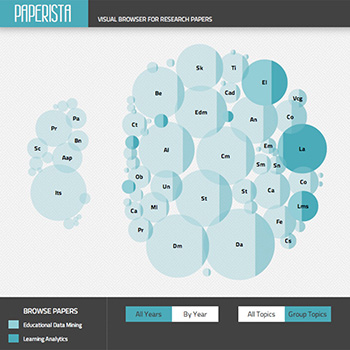 PAPERISTA
VISUAL BROWSER FOR RESEARCH PAPERS
Sk
Ti
El
Be
Cad
Vcg
Edm
Pa
Ct
An
Co
Pr
Bn
Sc
Al
Cm
Em
La
Aap
Sm
Sn
Ob
Un
Co
Its
St
St
Ca
Ca
Ml
Lms
Pr
Fe
Dm
Da
Cs
BROWSE PAPERS
Educational Data Mining
Learning Analytics
All Years
By Year
All Topics
Group Topics